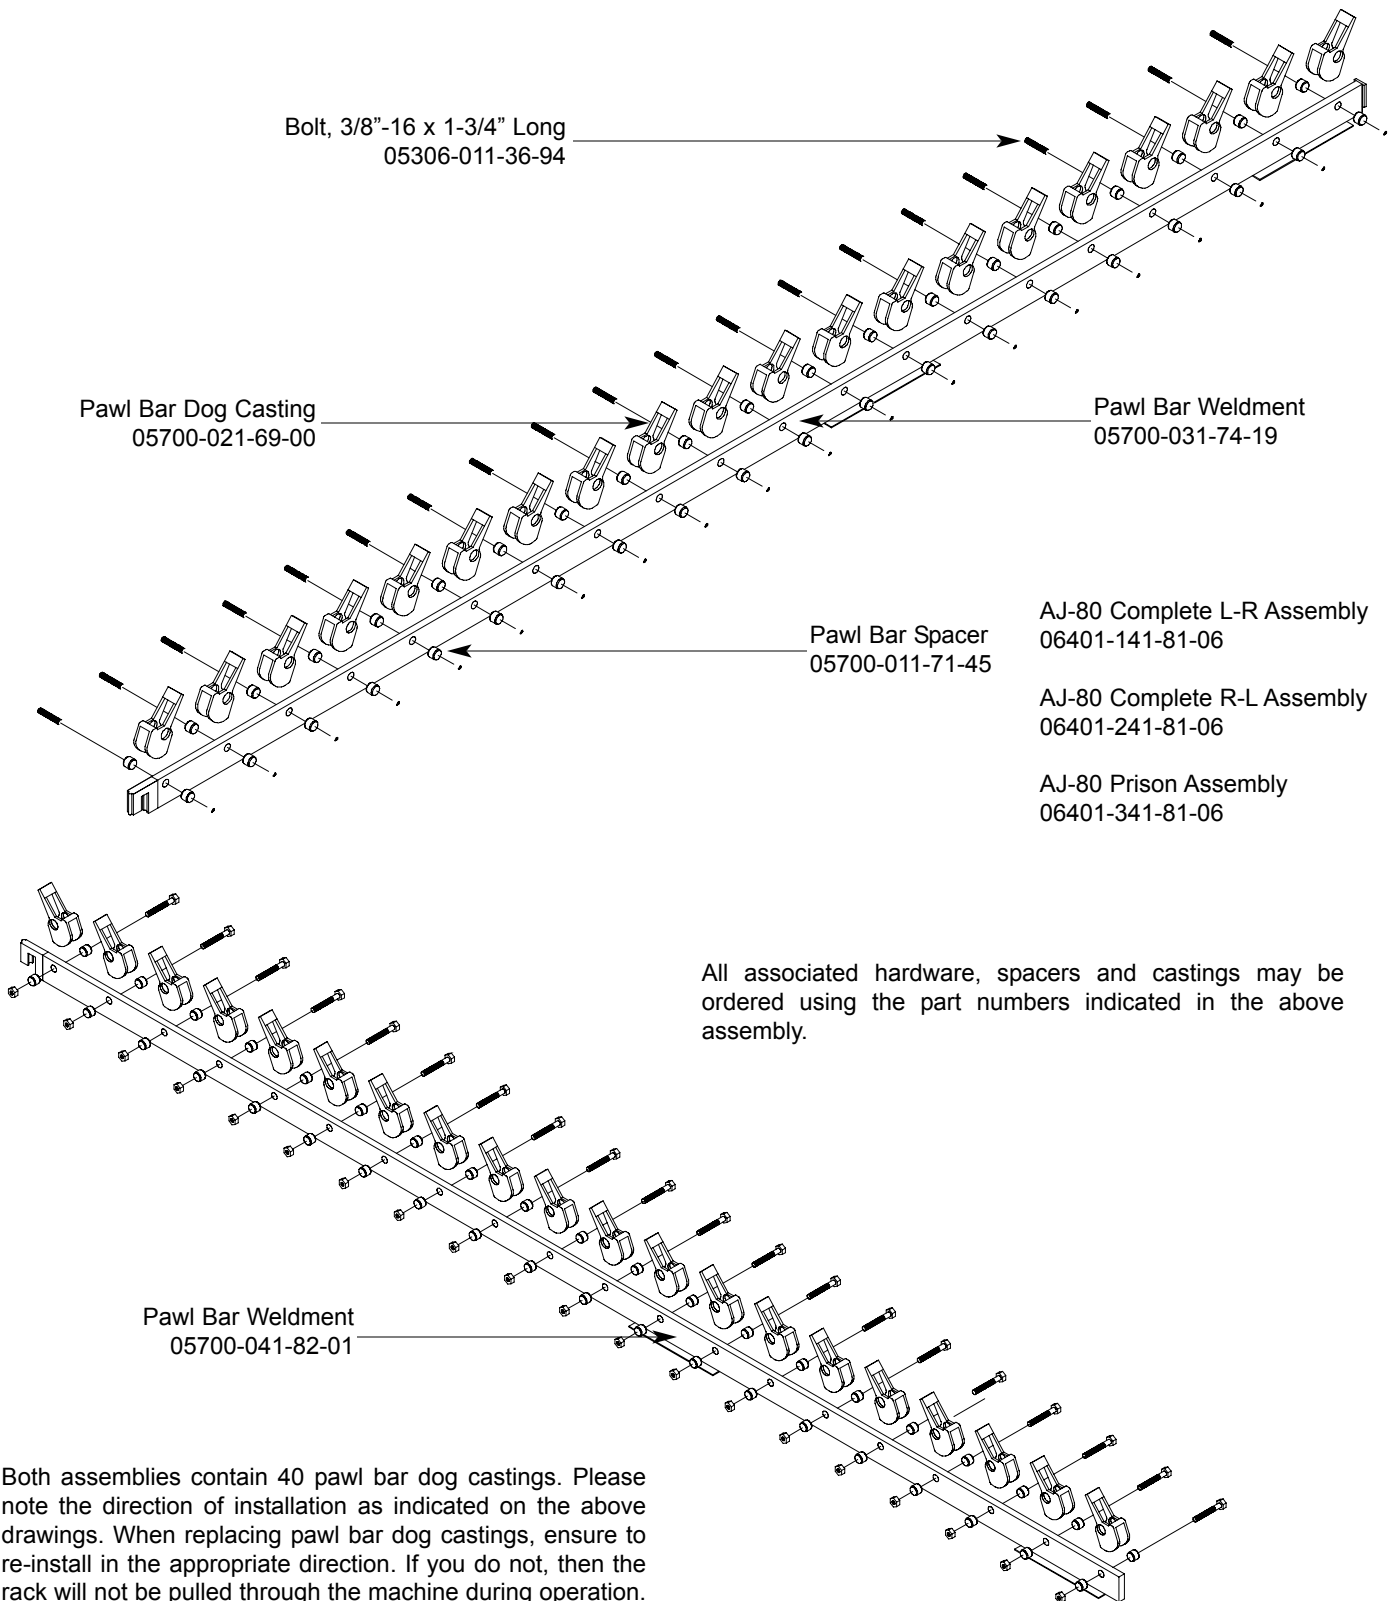 Bolt, 3/8”-16 x 1-3/4” Long
05306-011-36-94
Pawl Bar Dog Casting
05700-021-69-00
Pawl Bar Weldment
05700-031-74-19
Pawl Bar Spacer
05700-011-71-45
AJ-80 Complete L-R Assembly
06401-141-81-06
AJ-80 Complete R-L Assembly
06401-241-81-06
AJ-80 Prison Assembly
06401-341-81-06
All associated hardware, spacers and castings may be
ordered using the part numbers indicated in the above
assembly.
Pawl Bar Weldment
05700-041-82-01
Both assemblies contain 40 pawl bar dog castings. Please
note the direction of installation as indicated on the above
drawings. When replacing pawl bar dog castings, ensure to
re-install in the appropriate direction. If you do not, then the
rack will not be pulled through the machine during operation.